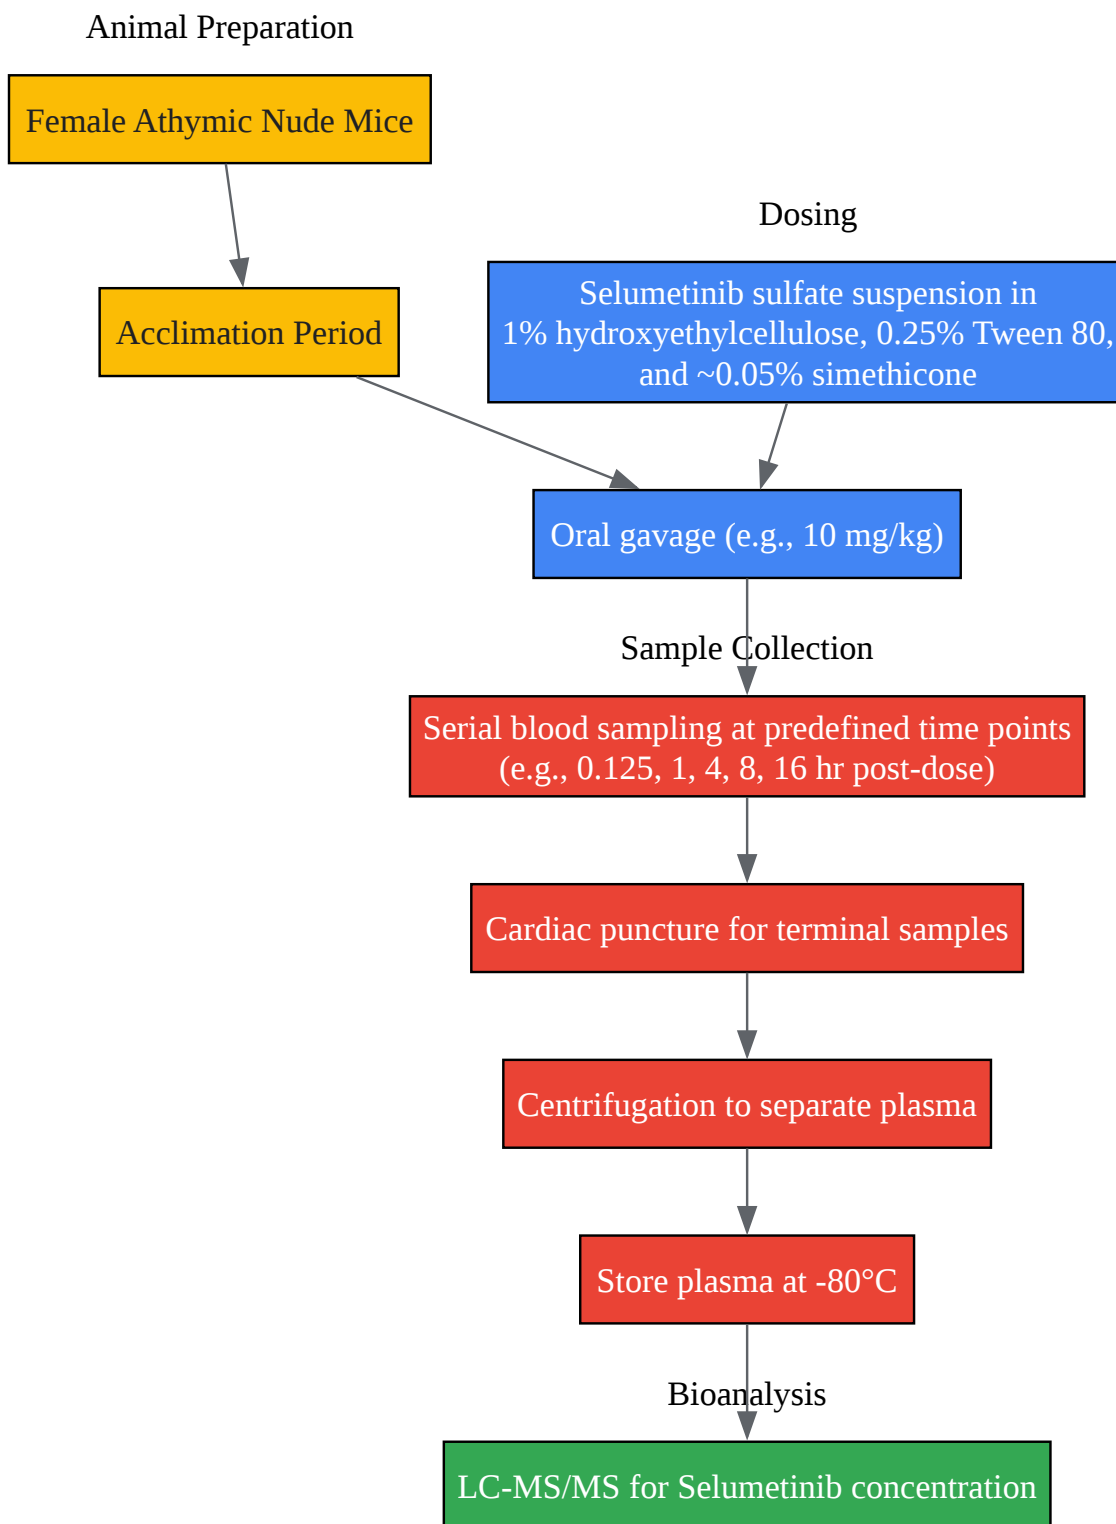 Animal Preparation
Female Athymic Nude Mice
Acclimation Period
Dosing
Selumetinib sulfate suspension in
1% hydroxyethylcellulose, 0.25% Tween 80,
and ~0.05% simethicone
Oral gavage (e.g., 10 mg/kg)
Sample Collection
Serial blood sampling at predefined time points
(e.g., 0.125, 1, 4, 8, 16 hr post-dose)
Cardiac puncture for terminal samples
Centrifugation to separate plasma
Store plasma at -80°C
Bioanalysis
LC-MS/MS for Selumetinib concentration